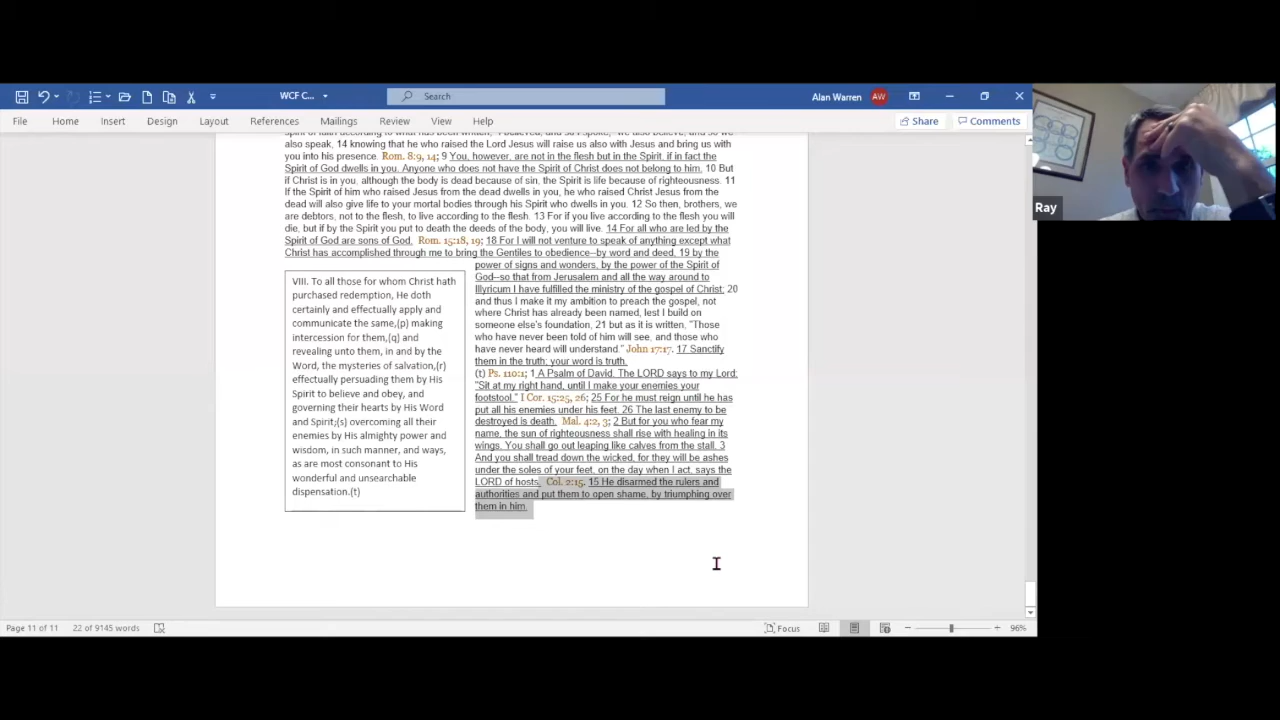 WCF C...
Search
Alan Warren AW
File Home Insert Design Layout References Mailings Review View Help
Share Comments
Spirit of faith according to what has been written, "I believed, and so I spoke," we also believe, and so we
also speak, 14 knowing that he who raised the Lord Jesus will raise us also with Jesus and bring us with
you into his presence. Rom. 8:9, 14; 9 You, however, are not in the flesh but in the Spirit, if in fact the
Spirit of God dwells in you. Anyone who does not have the Spirit of Christ does not belong to him. 10 But
if Christ is in you, although the body is dead because of sin, the Spirit is life because of righteousness. 11
If the Spirit of him who raised Jesus from the dead dwells in you, he who raised Christ Jesus from the
dead will also give life to your mortal bodies through his Spirit who dwells in you. 12 So then, brothers, we
are debtors, not to the flesh, to live according to the flesh. 13 For if you live according to the flesh you will
die, but if by the Spirit you put to death the deeds of the body, you will live. 14 For all who are led by the
Spirit of God are sons of God. Rom. 15:18, 19; 18 For I will not venture to speak of anything except what
Christ has accomplished through me to bring the Gentiles to obedience--by word and deed, 19 by the
power of signs and wonders, by the power of the Spirit of
God--so that from Jerusalem and all the way around to
Illyricum I have fulfilled the ministry of the gospel of Christ; 20
and thus I make it my ambition to preach the gospel, not
where Christ has already been named, lest I build on
someone else's foundation, 21 but as it is written, "Those
who have never been told of him will see, and those who
have never heard will understand." John 17:17. 17 Sanctify
them in the truth; your word is truth.
(t) Ps. 110:1; 1 A Psalm of David. The LORD says to my Lord:
"Sit at my right hand, until I make your enemies your
footstool." I Cor. 15:25, 26; 25 For he must reign until he has
put all his enemies under his feet. 26 The last enemy to be
destroyed is death. Mal. 4:2, 3; 2 But for you who fear my
name, the sun of righteousness shall rise with healing in its
wings. You shall go out leaping like calves from the stall. 3
And you shall tread down the wicked, for they will be ashes
under the soles of your feet, on the day when I act, says the
LORD of hosts. Col. 2:15. 15 He disarmed the rulers and
authorities and put them to open shame, by triumphing over
them in him.
VIII. To all those for whom Christ hath
purchased redemption, He doth
certainly and effectually apply and
communicate the same,(p) making
intercession for them,(q) and
revealing unto them, in and by the
Word, the mysteries of salvation,(r)
effectually persuading them by His
Spirit to believe and obey, and
governing their hearts by His Word
and Spirit;(s) overcoming all their
enemies by His almighty power and
wisdom, in such manner, and ways,
as are most consonant to His
wonderful and unsearchable
dispensation.(t)
Page 11 of 11 22 of 9145 words
Focus
96%
Ray